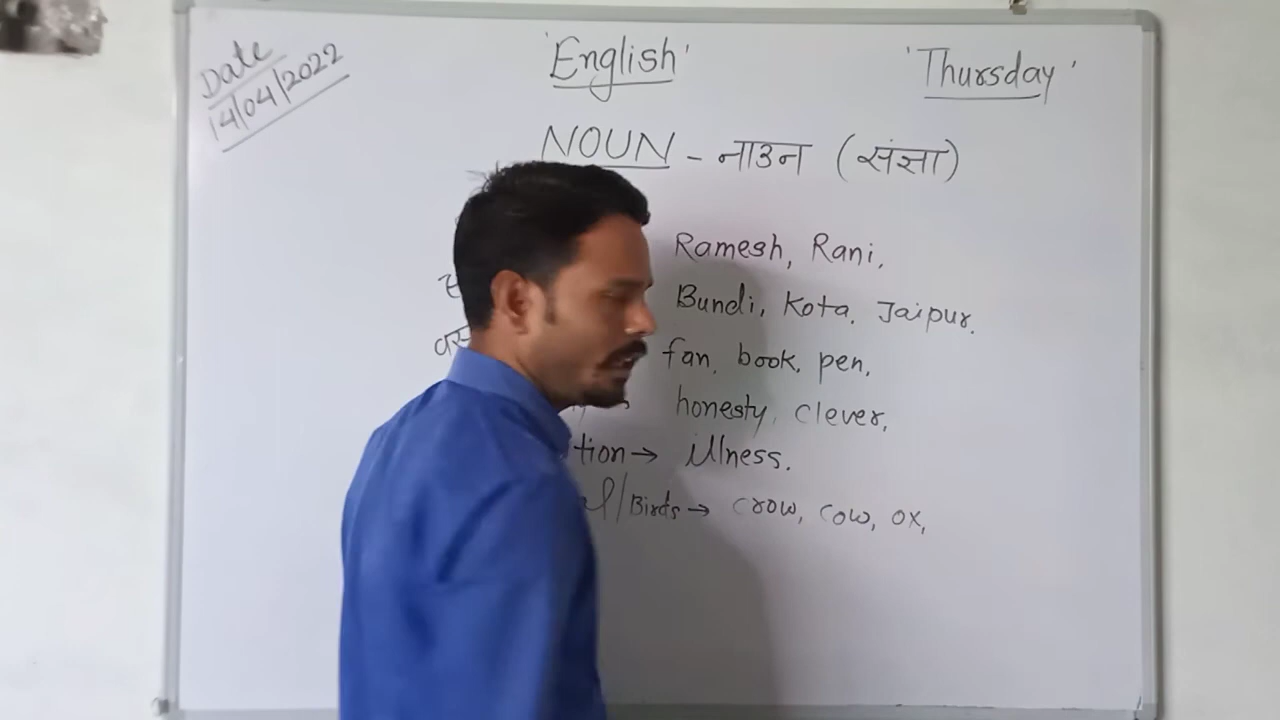 Date
14/04/2022
'English'
'Thursday'
NOUN - नाउन (संज्ञा)
Ramesh, Rani,
Bundi, Kota, Jaipur.
fan, book, pen,
honesty, clever,
tion → illness.
/Birds → Crow, Cow, ox,